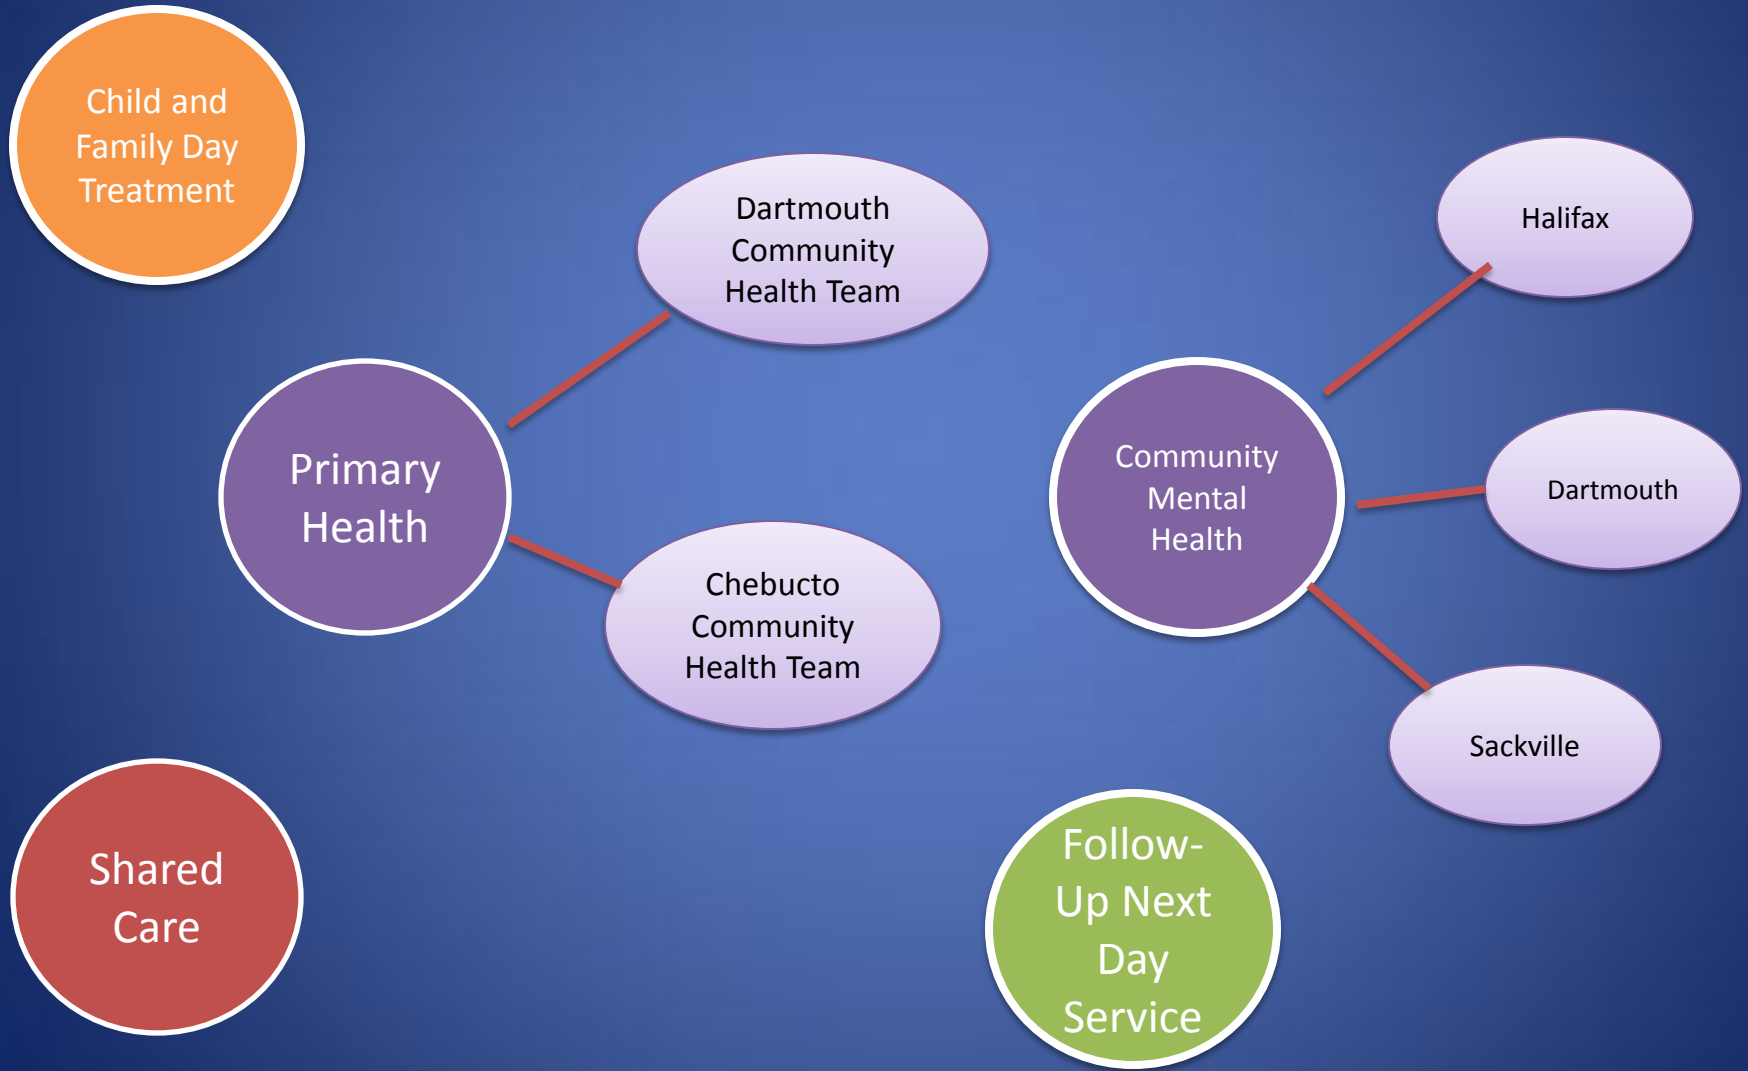 Child and
Family Day
Treatment
Dartmouth
Community
Health Team
Halifax
Primary
Health
Community
Mental
Health
Dartmouth
Chebucto
Community
Health Team
Sackville
Shared
Care
Follow-
Up Next
Day
Service